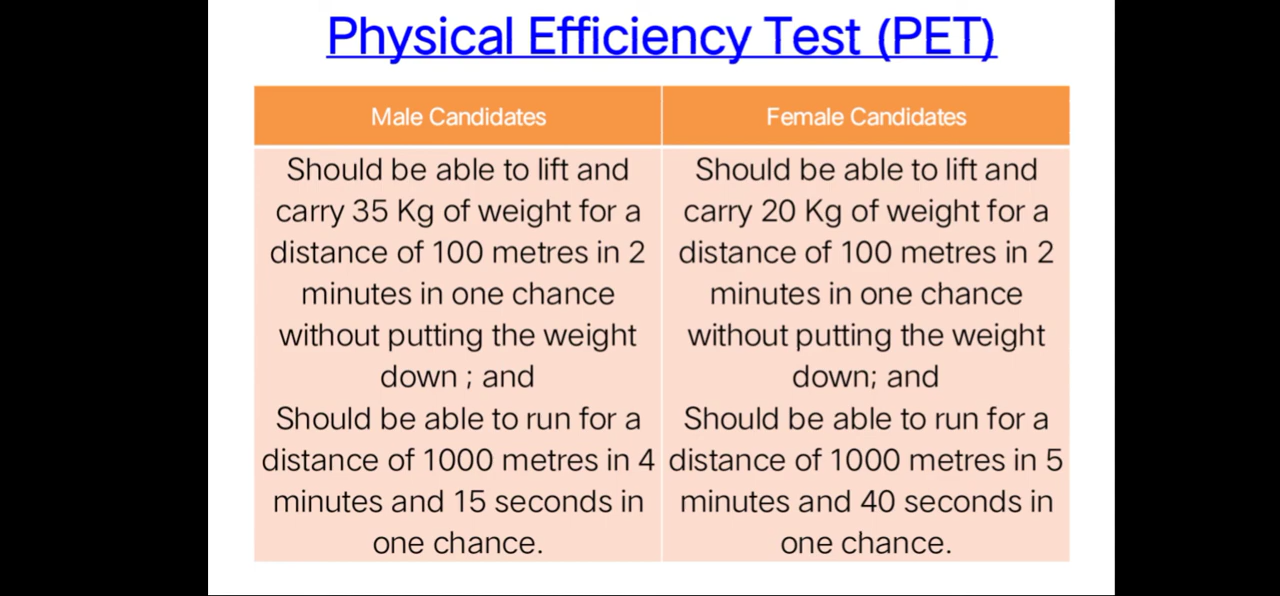 Physical Efficiency Test (PET)
Male Candidates
Female Candidates
Should be able to lift and
carry 35 Kg of weight for a
distance of 100 metres in 2
minutes in one chance
without putting the weight
down ; and
Should be able to run for a
distance of 1000 metres in 4
minutes and 15 seconds in
one chance.
Should be able to lift and
carry 20 Kg of weight for a
distance of 100 metres in 2
minutes in one chance
without putting the weight
down; and
Should be able to run for a
distance of 1000 metres in 5
minutes and 40 seconds in
one chance.